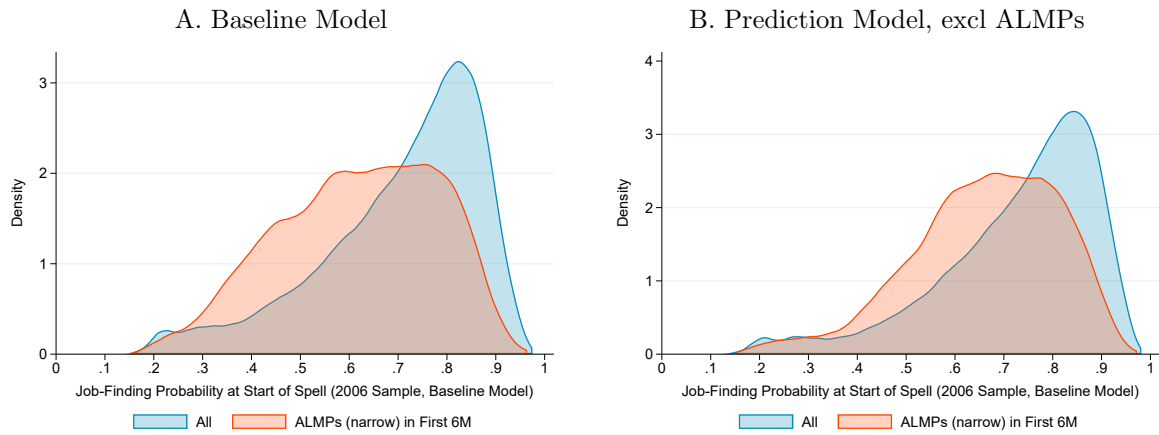 A. Baseline Model
3
2
1
0
Density
0 .1 .2 .3 .4 .5 .6 .7 .8 .9 1
Job-Finding Probability at Start of Spell (2006 Sample, Baseline Model)
All ALMPs (narrow) in First 6M
B. Prediction Model, excl ALMPs
4
3
2
1
0
Density
0 .1 .2 .3 .4 .5 .6 .7 .8 .9 1
Job-Finding Probability at Start of Spell (2006 Sample, Baseline Model)
All ALMPs (narrow) in First 6M